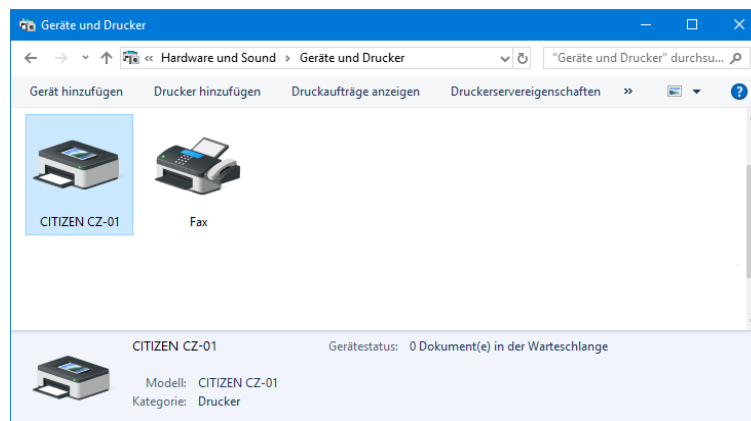 Geräte und Drucker
« Hardware und Sound › Geräte und Drucker "Geräte und Drucker" durchsu...
Gerät hinzufügen Drucker hinzufügen Druckaufträge anzeigen Druckerservereigenschaften » ?
CITIZEN CZ-01 Fax
CITIZEN CZ-01 Gerätestatus: 0 Dokument(e) in der Warteschlange
Modell: CITIZEN CZ-01
Kategorie: Drucker